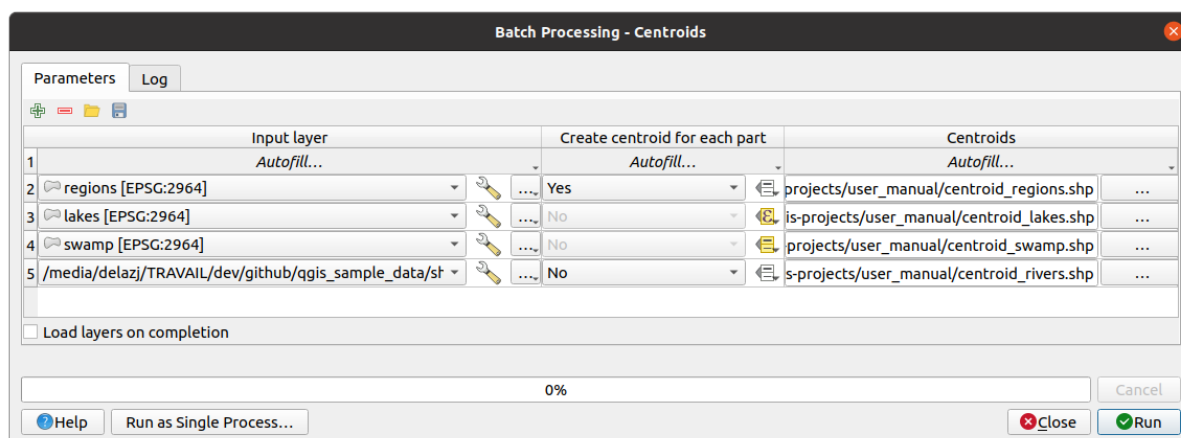 Batch Processing - Centroids
Parameters Log
Input layer Create centroid for each part Centroids
1 Autofill... Autofill... Autofill...
2 regions [EPSG:2964] ... Yes projects/user_manual/centroid_regions.shp ...
3 lakes [EPSG:2964] ... No ε is-projects/user_manual/centroid_lakes.shp ...
4 swamp [EPSG:2964] ... No projects/user_manual/centroid_swamp.shp ...
5 /media/delazj/TRAVAIL/dev/github/qgis_sample_data/sh ... No s-projects/user_manual/centroid_rivers.shp ...
Load layers on completion
0% Cancel
Help Run as Single Process... Close Run